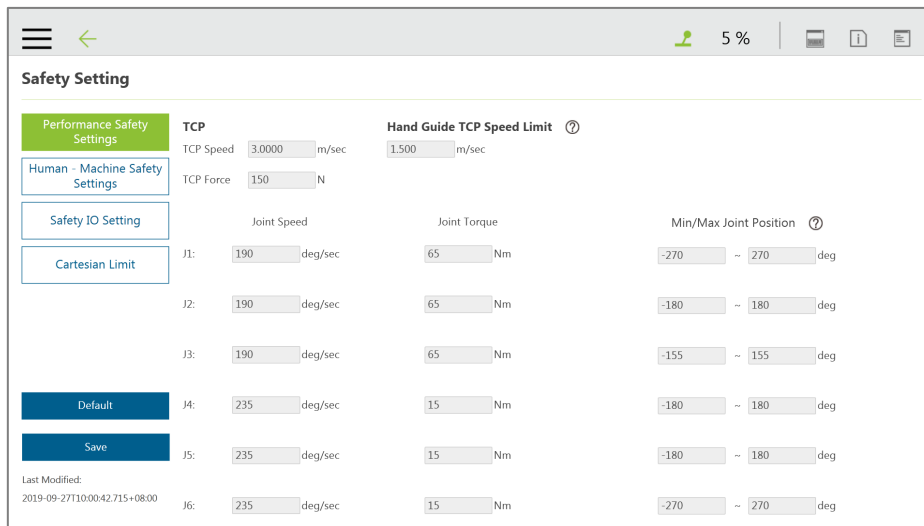 5 %
Safety Setting
Performance Safety
Settings
Human - Machine Safety
Settings
Safety IO Setting
Cartesian Limit
Default
Save
Last Modified:
2019-09-27T10:00:42.715+08:00
TCP
TCP Speed 3.0000 m/sec
TCP Force 150 N
Hand Guide TCP Speed Limit ?
1.500 m/sec
Joint Speed Joint Torque Min/Max Joint Position ?
J1: 190 deg/sec 65 Nm -270 ~ 270 deg
J2: 190 deg/sec 65 Nm -180 ~ 180 deg
J3: 190 deg/sec 65 Nm -155 ~ 155 deg
J4: 235 deg/sec 15 Nm -180 ~ 180 deg
J5: 235 deg/sec 15 Nm -180 ~ 180 deg
J6: 235 deg/sec 15 Nm -270 ~ 270 deg